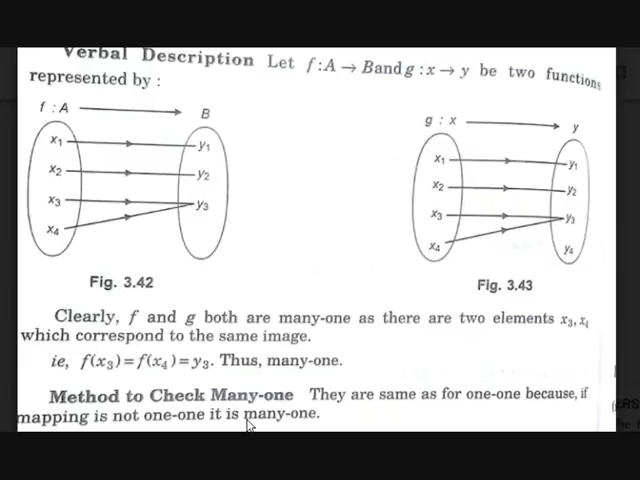 Verbal Description Let f : A → B and g : x → y be two functions
represented by :
f : A B
x1 y1
x2 y2
x3 y3
x4
Fig. 3.42
g : x y
x1 y1
x2 y2
x3 y3
x4 y4
Fig. 3.43
Clearly, f and g both are many-one as there are two elements x3, x4
which correspond to the same image.
ie, f(x3) = f(x4) = y3. Thus, many-one.
Method to Check Many-one They are same as for one-one because, if
mapping is not one-one it is many-one.